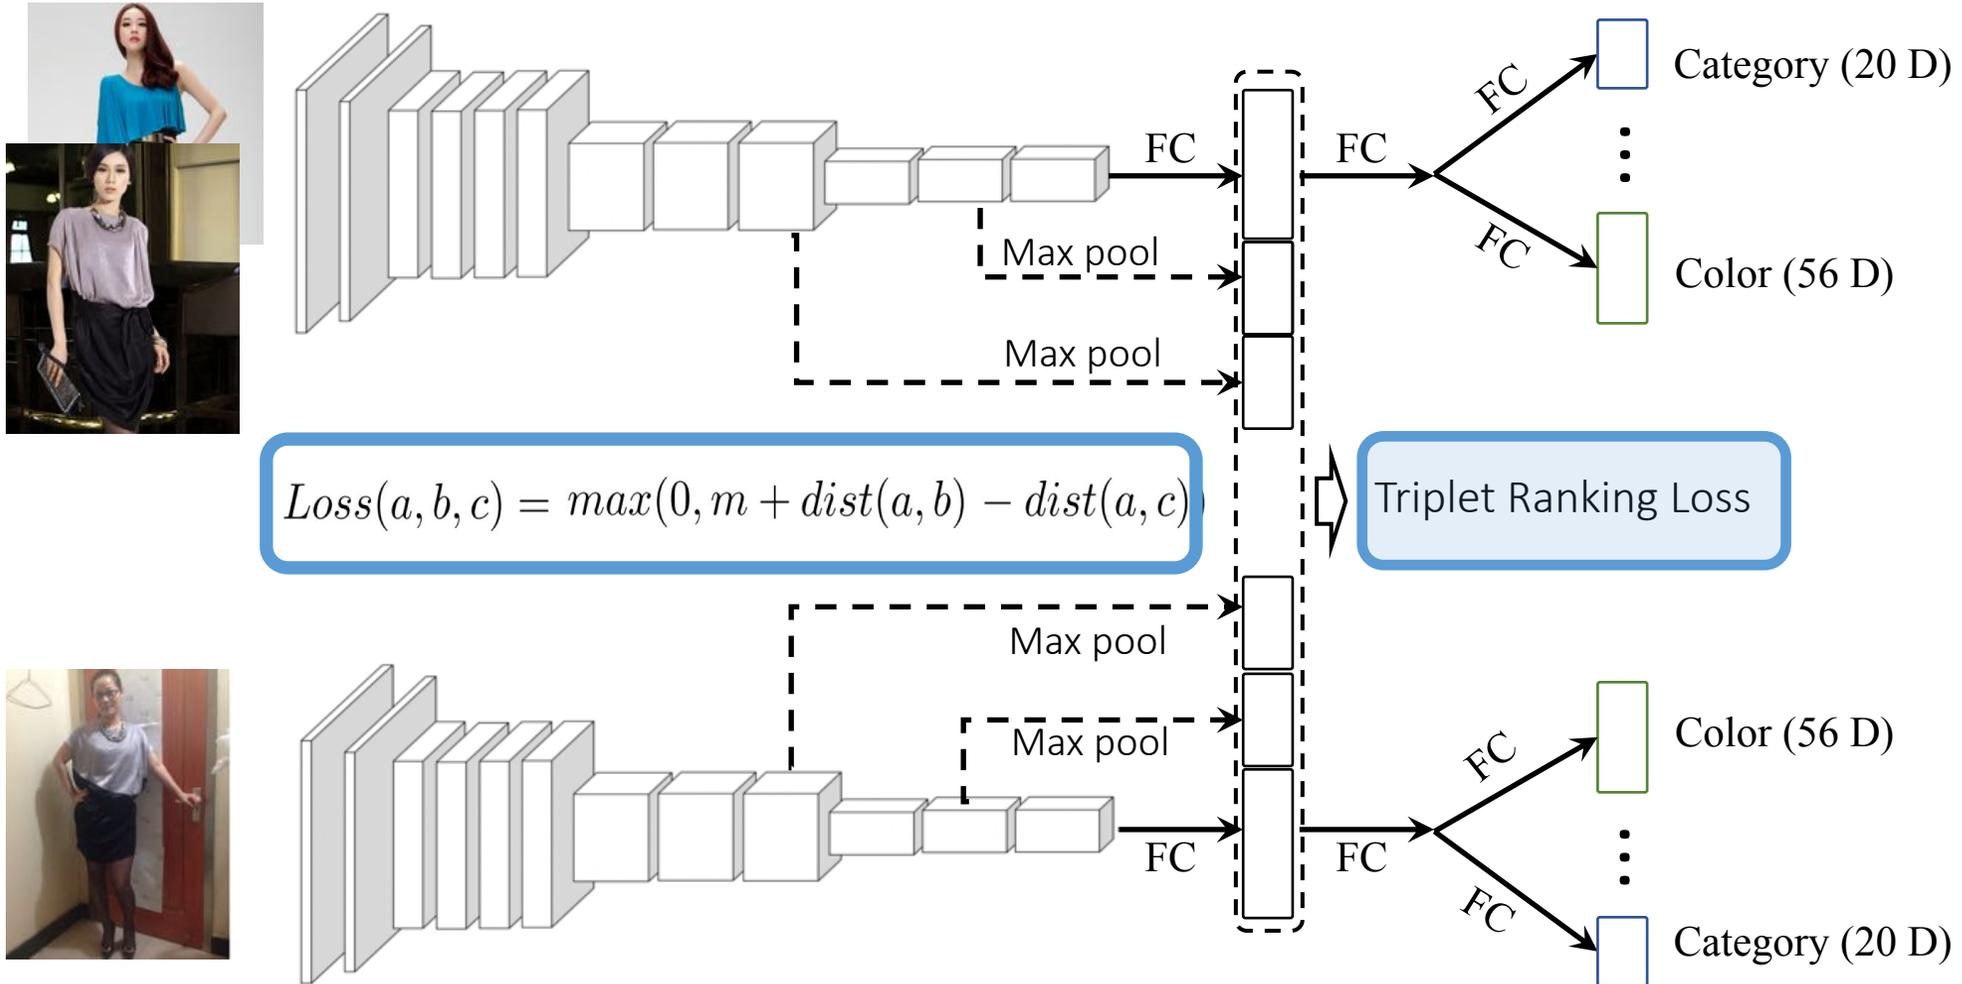 FC
FC
FC
Category (20 D)
FC
Color (56 D)
Max pool
Max pool
Loss(a, b, c) = max(0, m + dist(a, b) − dist(a, c))
Triplet Ranking Loss
Max pool
Max pool
FC
FC
FC
Color (56 D)
FC
Category (20 D)